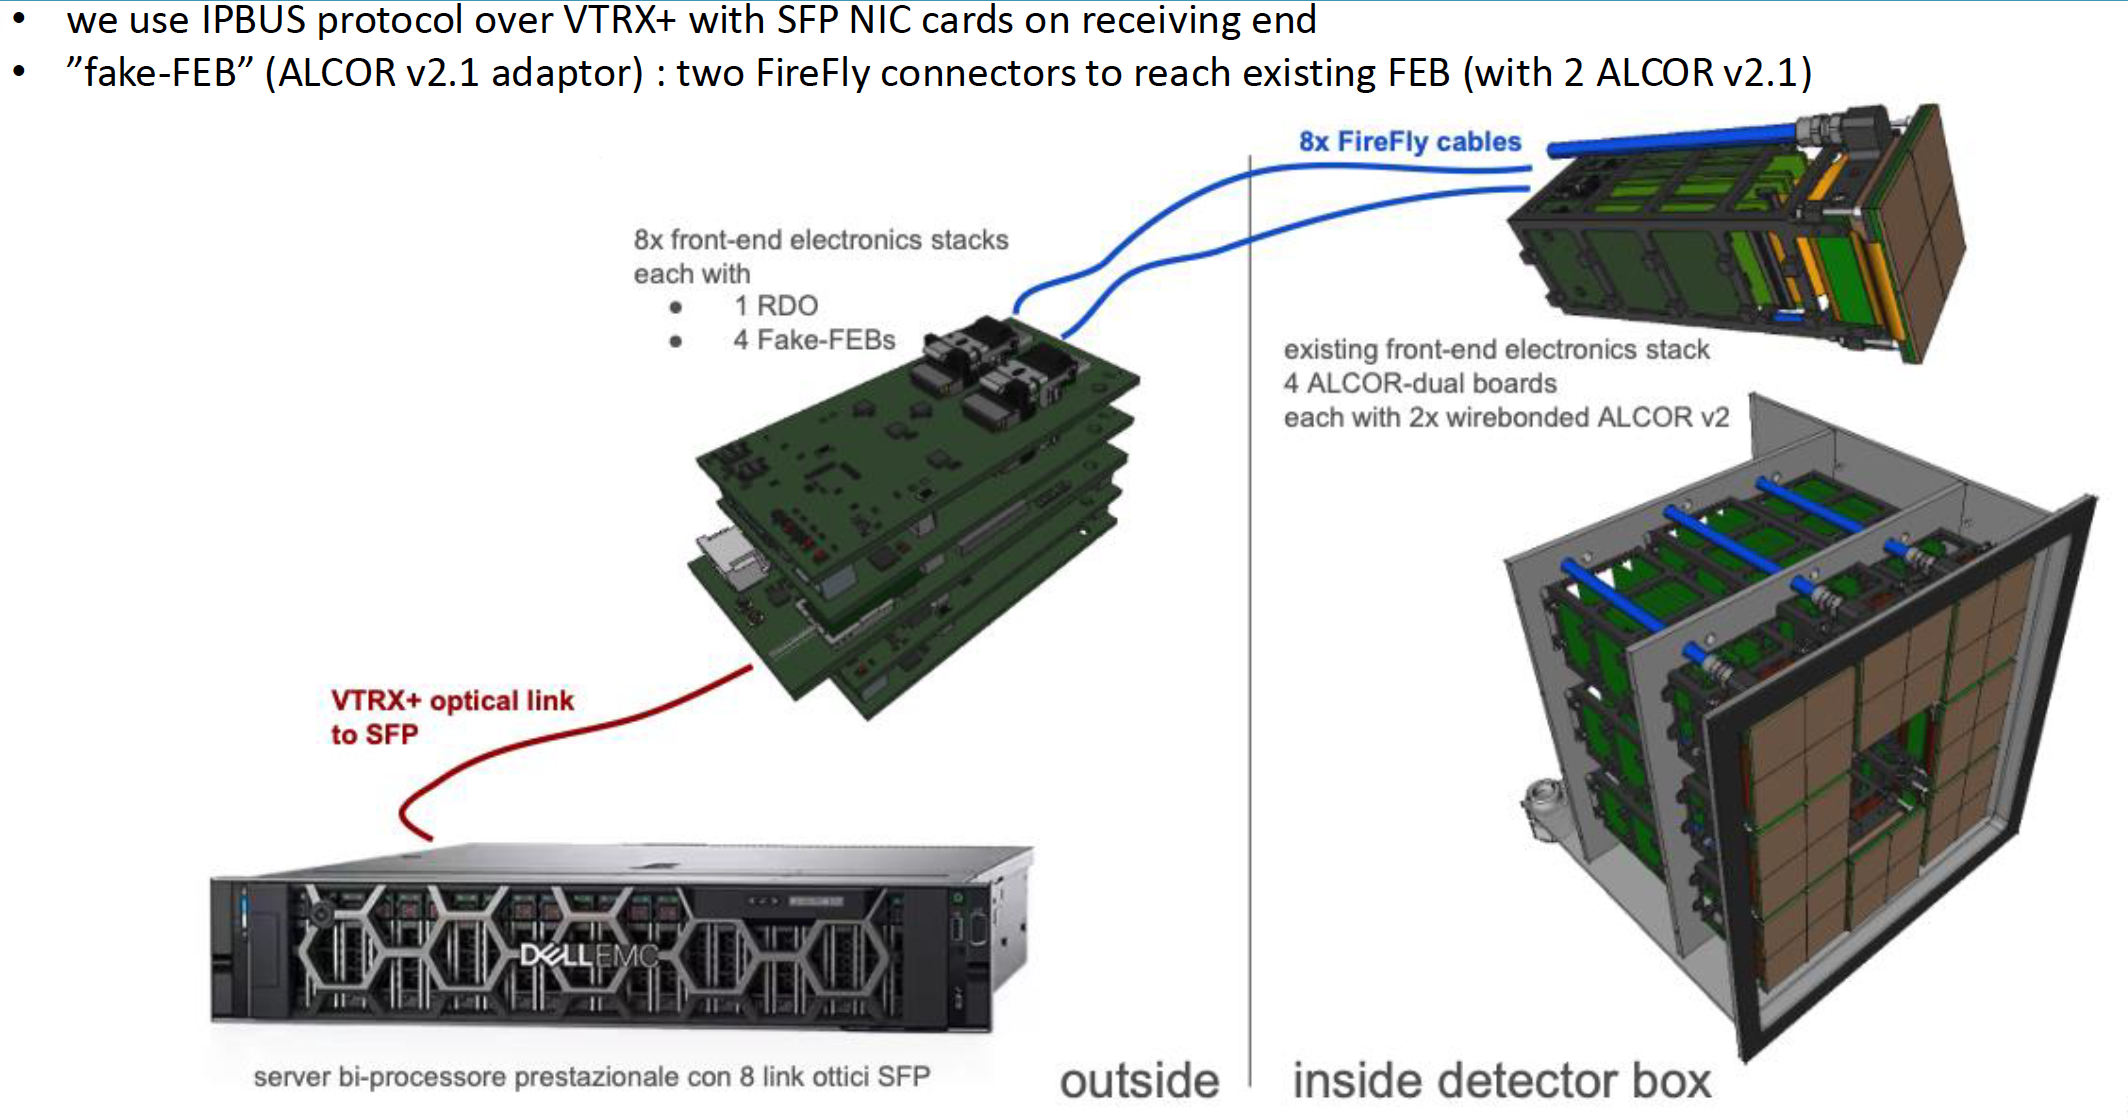 • we use IPBUS protocol over VTRX+ with SFP NIC cards on receiving end
• ”fake-FEB” (ALCOR v2.1 adaptor) : two FireFly connectors to reach existing FEB (with 2 ALCOR v2.1)
8x FireFly cables
8x front-end electronics stacks
each with
● 1 RDO
● 4 Fake-FEBs
existing front-end electronics stack
4 ALCOR-dual boards
each with 2x wirebonded ALCOR v2
VTRX+ optical link
to SFP
DELLEMC
server bi-processore prestazionale con 8 link ottici SFP
outside
inside detector box